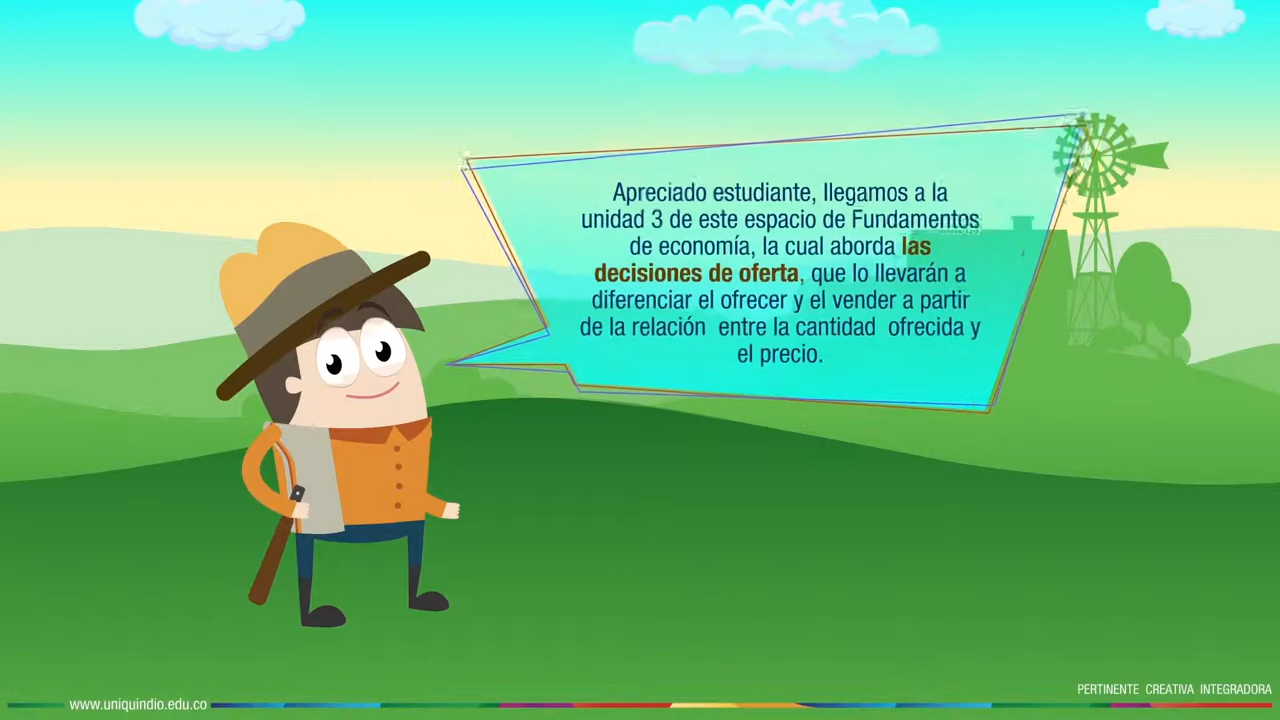 Apreciado estudiante, llegamos a la
unidad 3 de este espacio de Fundamentos
de economía, la cual aborda las
decisiones de oferta, que lo llevarán a
diferenciar el ofrecer y el vender a partir
de la relación entre la cantidad ofrecida y
el precio.
PERTINENTE CREATIVA INTEGRADORA
www.uniquindio.edu.co